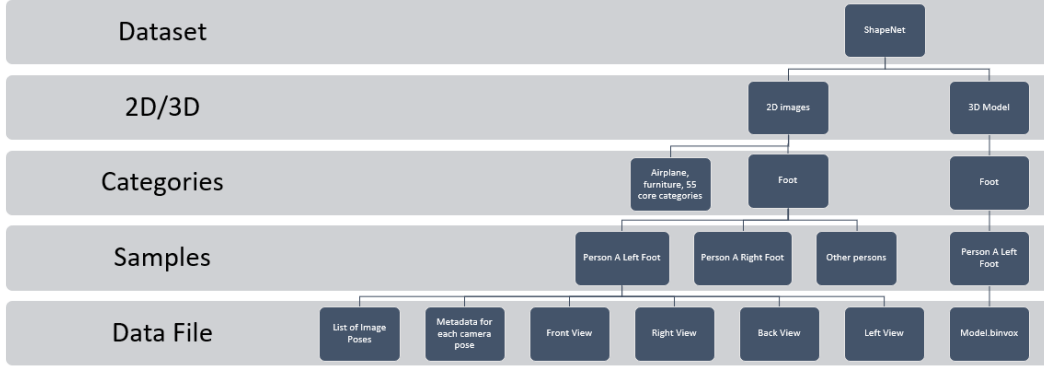 Dataset
ShapeNet
2D/3D
2D images
3D Model
Categories
Airplane,
furniture, 55
core categories
Foot
Foot
Samples
Person A Left Foot
Person A Right Foot
Other persons
Person A Left
Foot
Data File
List of Image
Poses
Metadata for
each camera
pose
Front View
Right View
Back View
Left View
Model.binvox